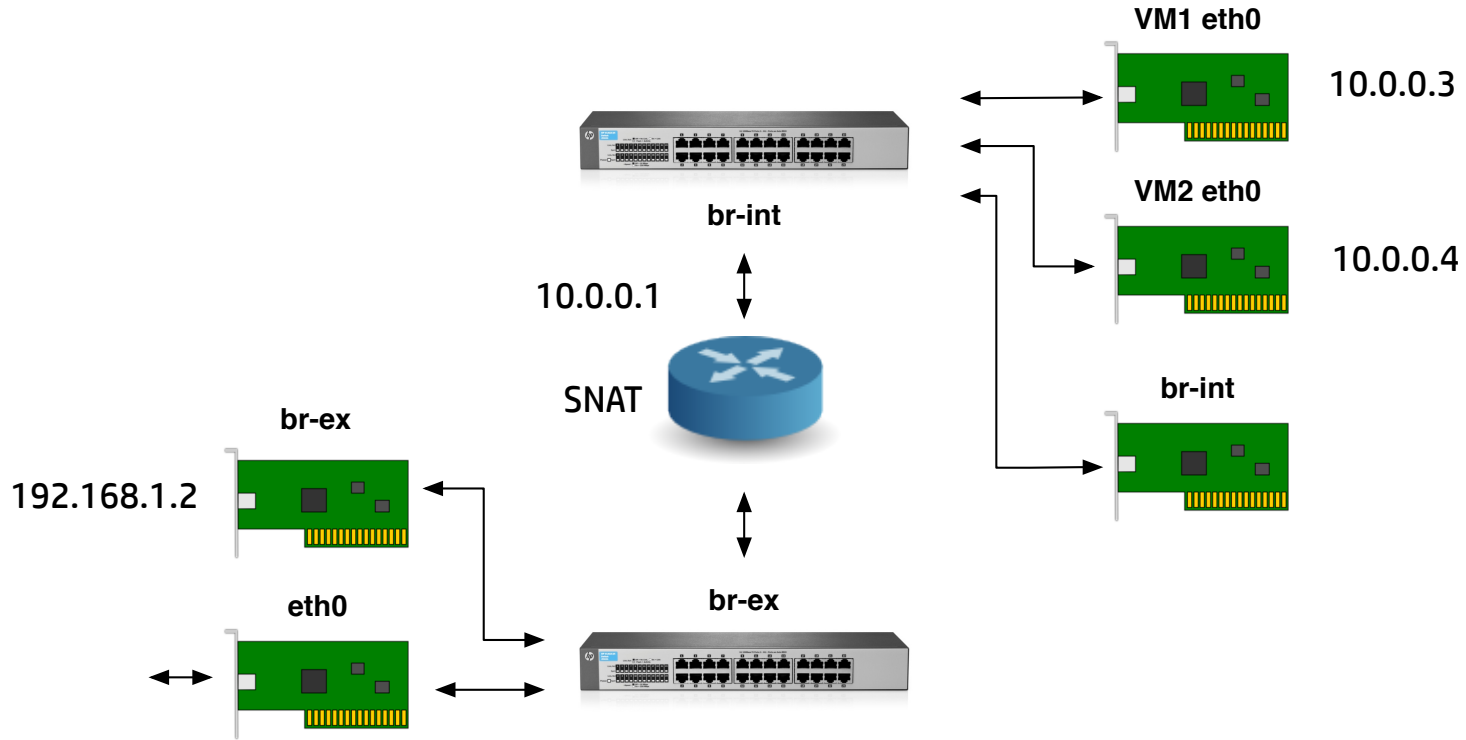 VM1 eth0
10.0.0.3
br-int
VM2 eth0
10.0.0.4
10.0.0.1
SNAT
br-int
br-ex
192.168.1.2
eth0
br-ex